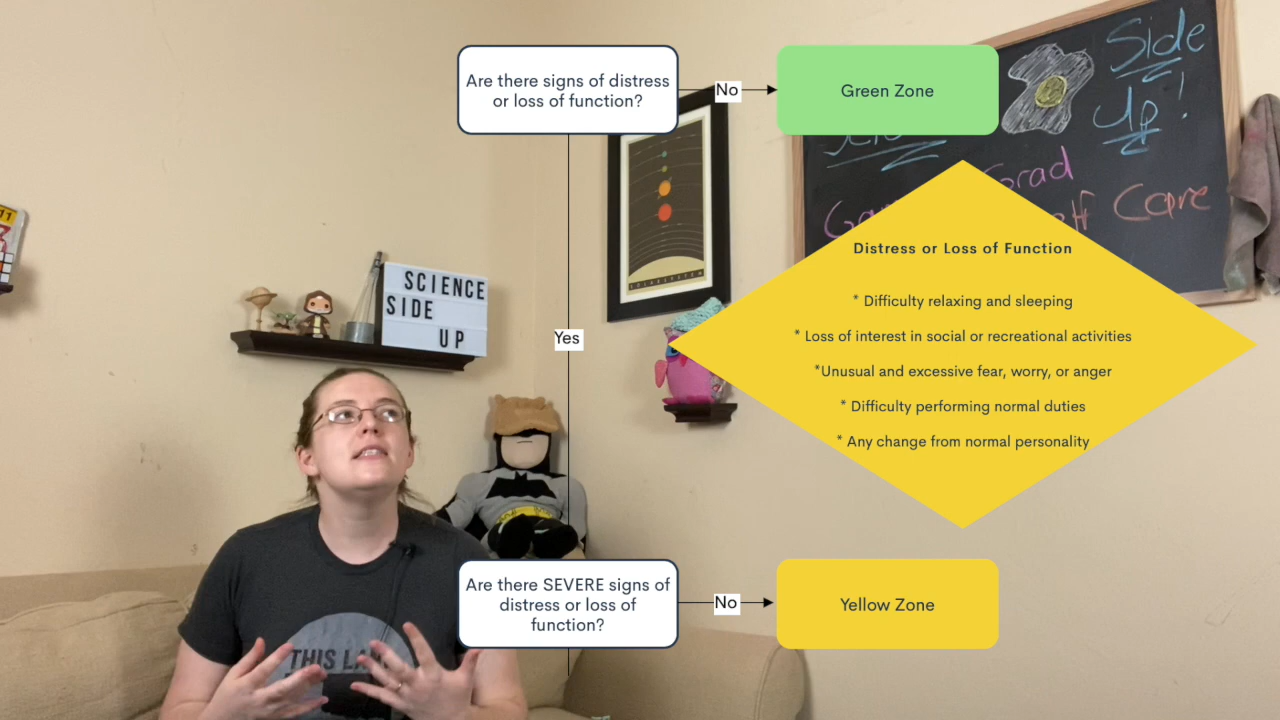 Are there signs of distress
or loss of function?
No
Green Zone
Side
Up!
Grad
Care
Distress or Loss of Function
* Difficulty relaxing and sleeping
* Loss of interest in social or recreational activities
*Unusual and excessive fear, worry, or anger
* Difficulty performing normal duties
* Any change from normal personality
11
SCIENCE
SIDE
UP
Yes
Are there SEVERE signs of
distress or loss of
function?
No
Yellow Zone
THIS